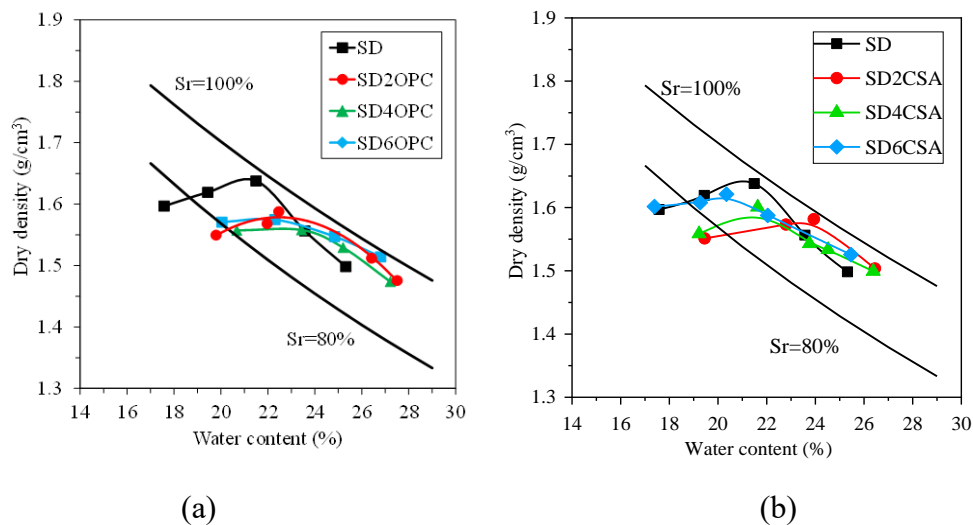 (a)
1.9
1.8
1.7
1.6
1.5
1.4
1.3
Dry density (g/cm³)
SD
SD2OPC
SD4OPC
SD6OPC
Sr=100%
Sr=80%
14 16 18 20 22 24 26 28 30
Water content (%)
(a)
(b)
1.9
1.8
1.7
1.6
1.5
1.4
1.3
Dry density (g/cm³)
SD
SD2CSA
SD4CSA
SD6CSA
Sr=100%
Sr=80%
14 16 18 20 22 24 26 28 30
Water content (%)
(b)